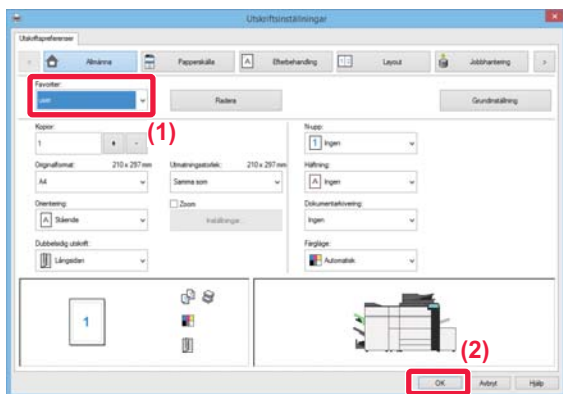 Utskriftsinställningar
Utskriftspreferenser
Allmänna Papperskälla Efterbehandling Layout Jobbhantering
Favoriter:
user Radera Grundinställning
(1)
Kopior: N-upp:
1 1 Ingen
Originalformat: 210 x 297 mm Utmatningsstorlek: 210 x 297 mm Häftning:
A4 Samma som A Ingen
Orientering: Zoom Dokumentarkivering:
A Stående Inställningar... Ingen
Dubbelsidig utskrift: Färgläge:
Långsidan Automatisk
1
(2)
OK Avbryt Hjälp